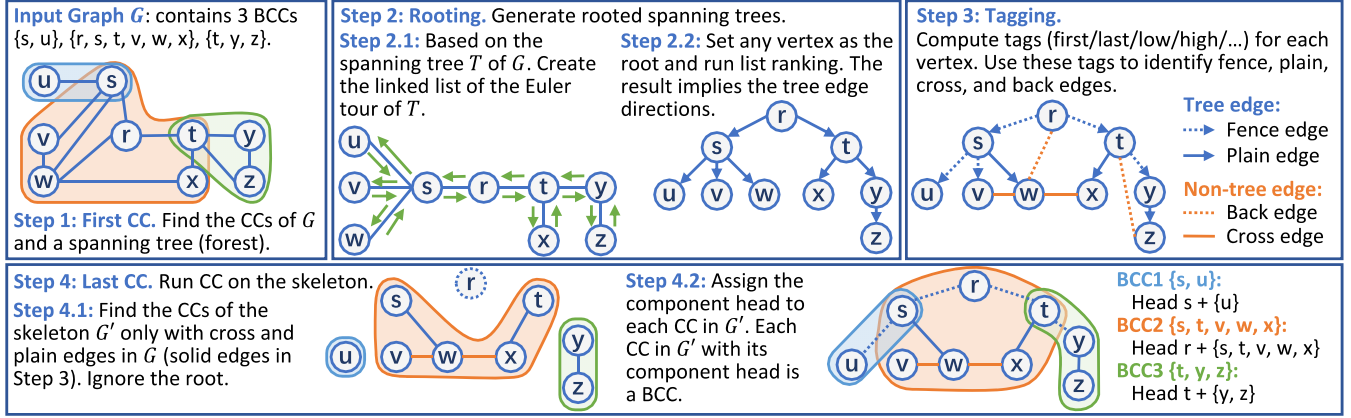 Input Graph G: contains 3 BCCs
{s, u}, {r, s, t, v, w, x}, {t, y, z}.
u
s
v
r
t
y
w
x
z
Step 1: First CC. Find the CCs of G
and a spanning tree (forest).
Step 2: Rooting. Generate rooted spanning trees.
Step 2.1: Based on the
spanning tree T of G. Create
the linked list of the Euler
tour of T.
u
v
s
r
t
y
w
x
z
Step 2.2: Set any vertex as the
root and run list ranking. The
result implies the tree edge
directions.
r
s
t
u
v
w
x
y
z
Step 3: Tagging.
Compute tags (first/last/low/high/…) for each
vertex. Use these tags to identify fence, plain,
cross, and back edges.
r
s
t
u
v
w
x
y
z
Tree edge:
Fence edge
Plain edge
Non-tree edge:
Back edge
Cross edge
Step 4: Last CC. Run CC on the skeleton.
Step 4.1: Find the CCs of the
skeleton G′ only with cross and
plain edges in G (solid edges in
Step 3). Ignore the root.
r
s
t
u
v
w
x
y
z
Step 4.2: Assign the
component head to
each CC in G′. Each
CC in G′ with its
component head is
a BCC.
r
s
t
u
v
w
x
y
z
BCC1 {s, u}:
Head s + {u}
BCC2 {s, t, v, w, x}:
Head r + {s, t, v, w, x}
BCC3 {t, y, z}:
Head t + {y, z}